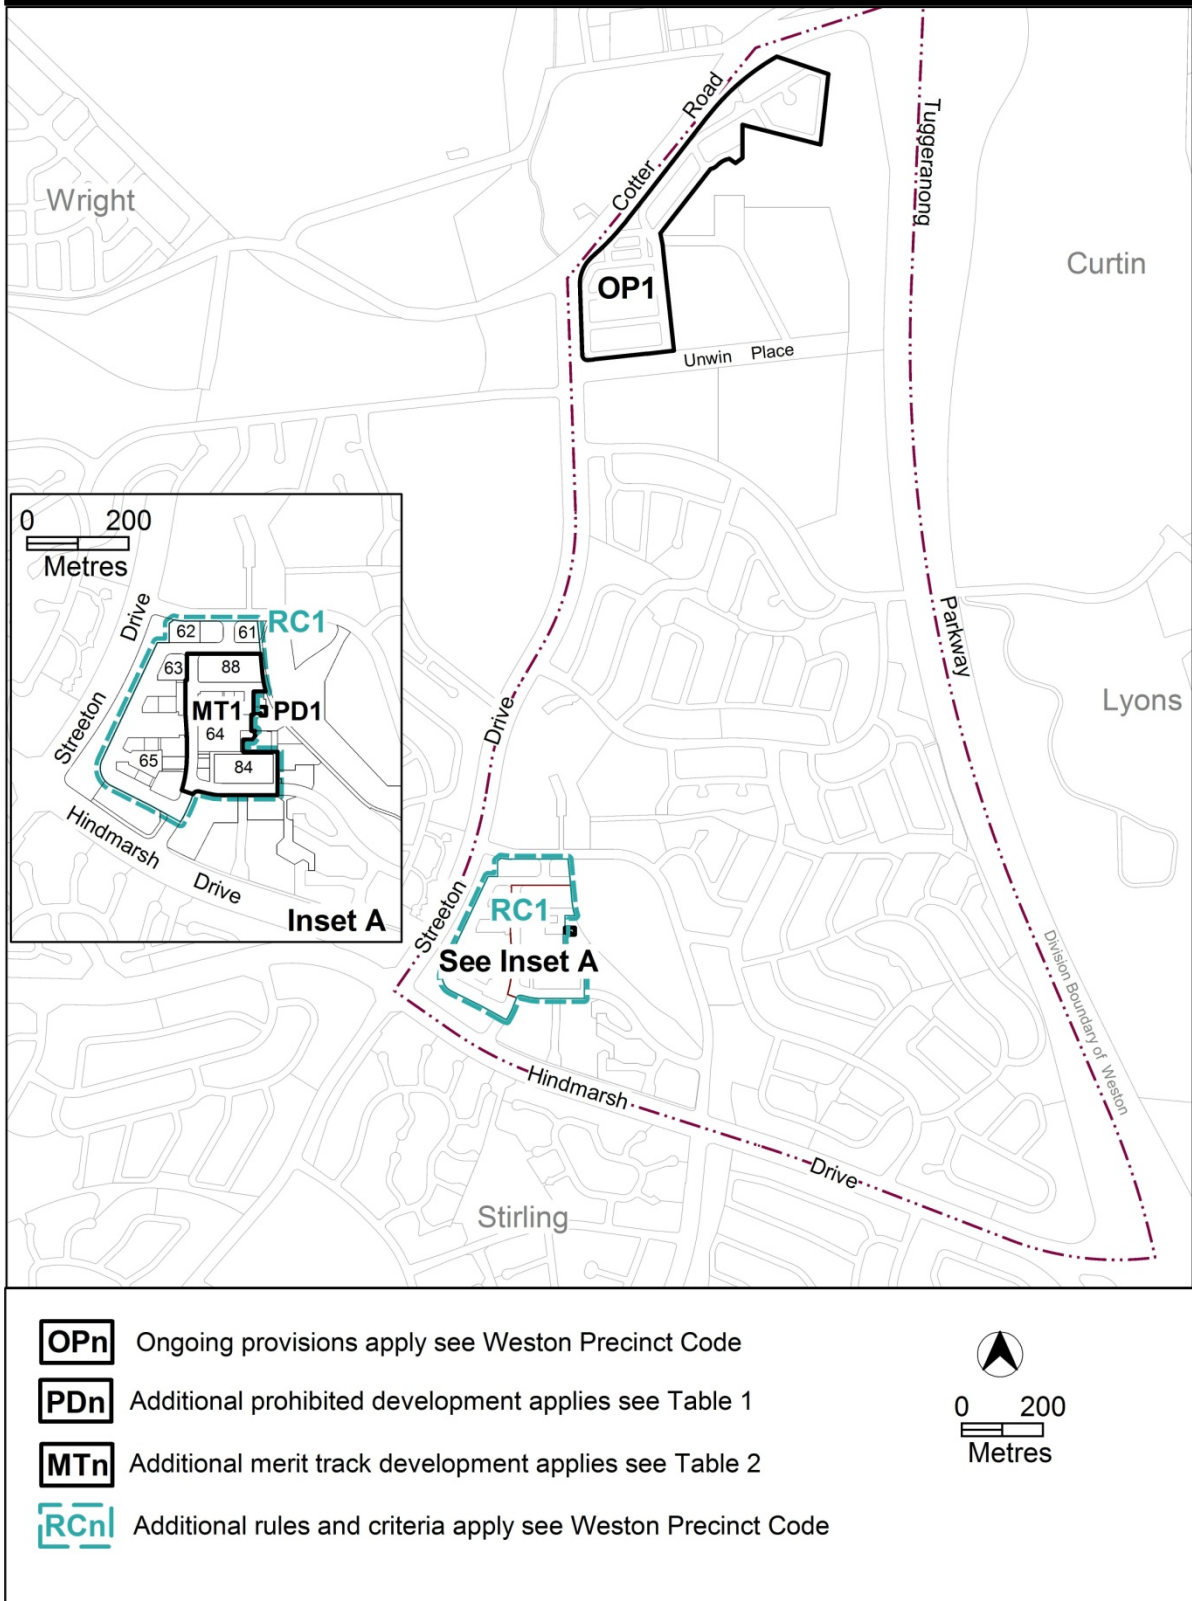 Cotter Road
Tuggeranong
Wright
Curtin
OP1
Unwin Place
0 200
Metres
Drive
RC1
62
61
63
88
MT1
PD1
64
Streeton
65
84
Hindmarsh
Drive
Inset A
Parkway
Lyons
Drive
Streeton
RC1
See Inset A
Division Boundary of Weston
Hindmarsh
Drive
Stirling
OPn Ongoing provisions apply see Weston Precinct Code
PDn Additional prohibited development applies see Table 1
MTn Additional merit track development applies see Table 2
RCn Additional rules and criteria apply see Weston Precinct Code
0 200
Metres